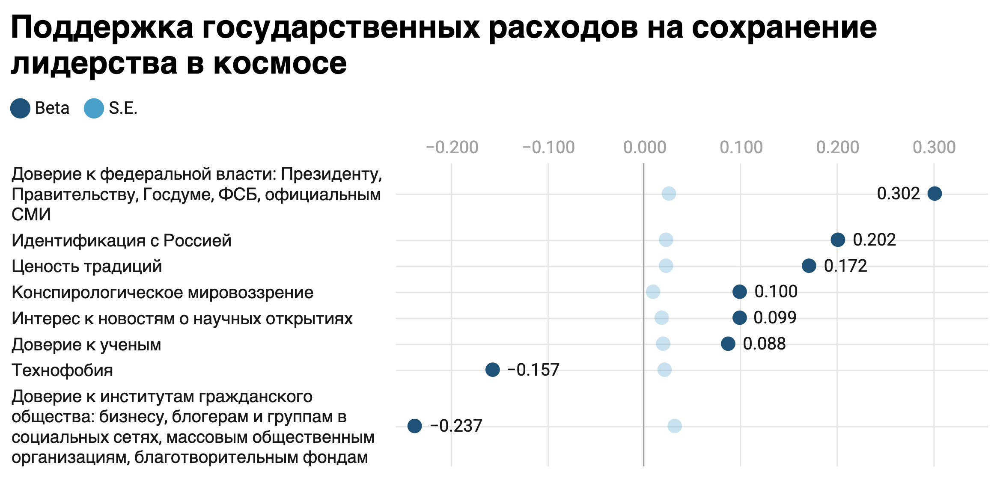 Поддержка государственных расходов на сохранение
лидерства в космосе
Beta S.E.
−0.200 −0.100 0.000 0.100 0.200 0.300
Доверие к федеральной власти: Президенту,
Правительству, Госдуме, ФСБ, официальным
СМИ
0.302
Идентификация с Россией 0.202
Ценость традиций 0.172
Конспирологическое мировоззрение 0.100
Интерес к новостям о научных открытиях 0.099
Доверие к ученым 0.088
Технофобия −0.157
Доверие к институтам гражданского
общества: бизнесу, блогерам и группам в
социальных сетях, массовым общественным
организациям, благотворительным фондам
−0.237